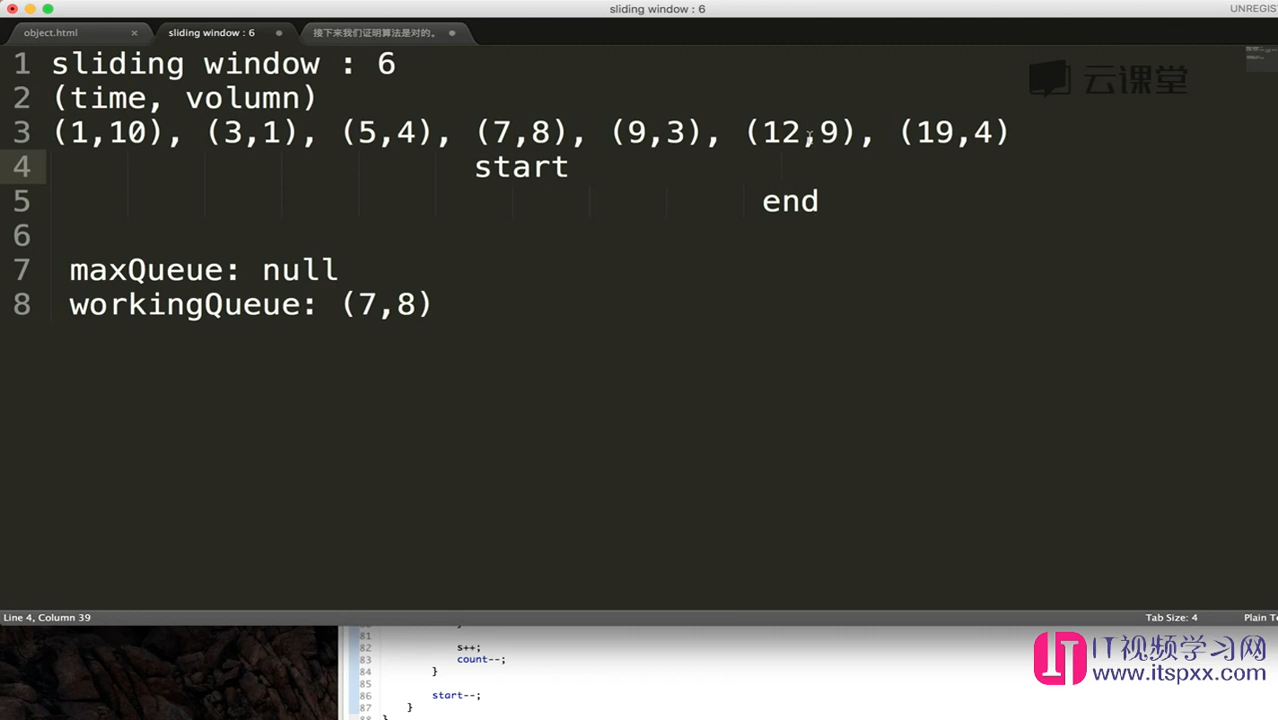 sliding window : 6
UNREGIS
object.html
sliding window : 6
接下来我们证明算法是对的。
云课堂
1 sliding window : 6
2 (time, volumn)
3 (1,10), (3,1), (5,4), (7,8), (9,3), (12,9), (19,4)
4 start
5 end
6
7 maxQueue: null
8 workingQueue: (7,8)
Line 4, Column 39
Tab Size: 4
Plain T
81
82 s++;
83 count--;
84 }
85
86 start--;
87 }
88 }
IT视频学习网
www.itspxx.com